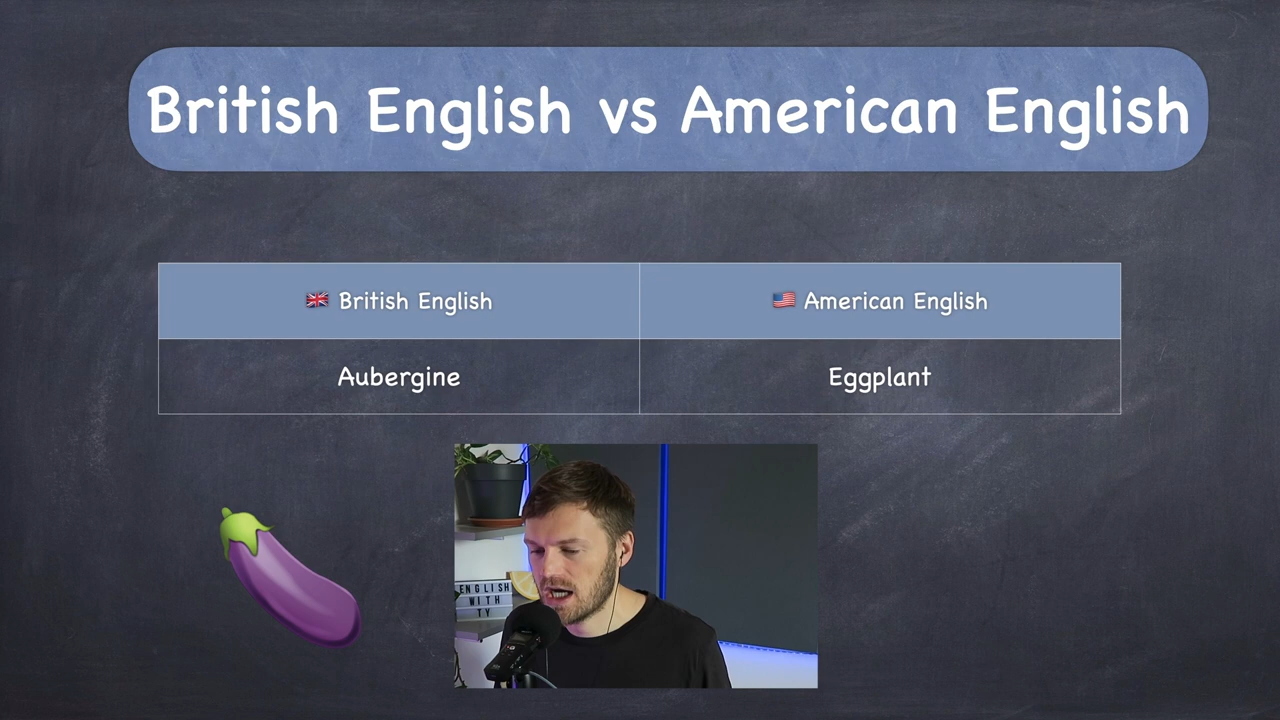 British English vs American English
🇬🇧 British English
🇺🇸 American English
Aubergine
Eggplant
ENGLISH
WITH
TY